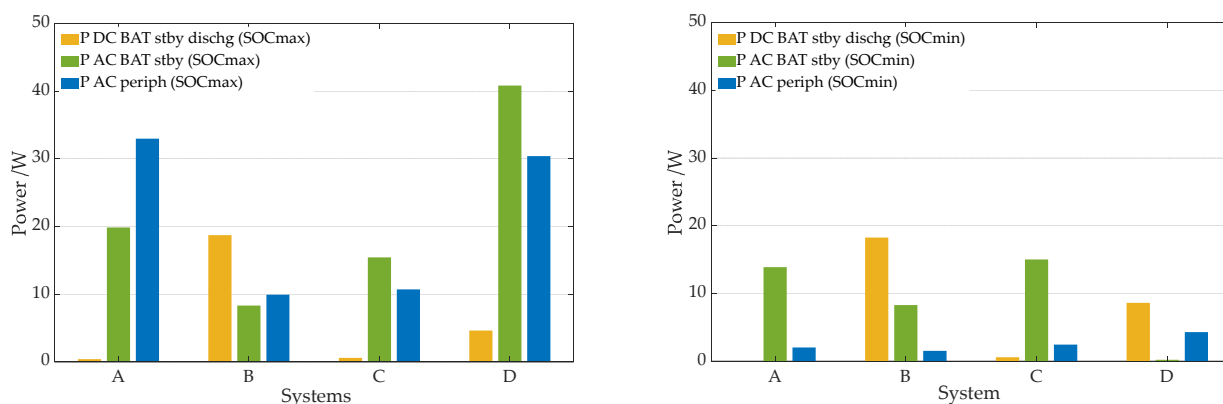 50
40
30
20
10
0
Power /W
P DC BAT stby dischg (SOCmax)
P AC BAT stby (SOCmax)
P AC periph (SOCmax)
A B C D
Systems
50
40
30
20
10
0
Power /W
P DC BAT stby dischg (SOCmin)
P AC BAT stby (SOCmin)
P AC periph (SOCmin)
A B C D
System